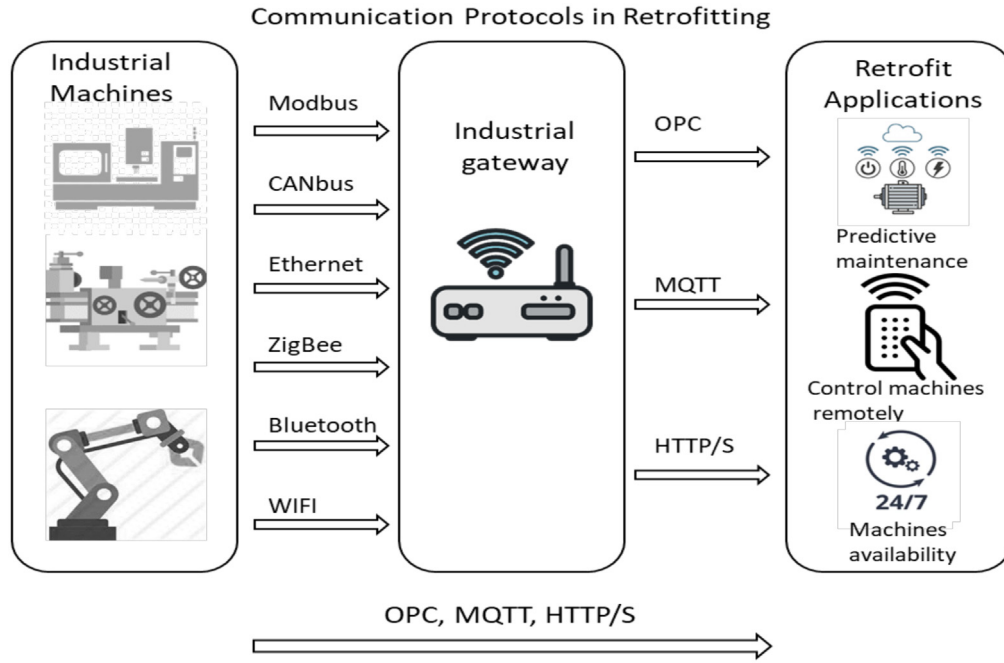 Communication Protocols in Retrofitting
Industrial
Machines
Modbus
CANbus
Ethernet
ZigBee
Bluetooth
WIFI
Industrial
gateway
OPC
MQTT
HTTP/S
Retrofit
Applications
Predictive
maintenance
Control machines
remotely
24/7
Machines
availability
OPC, MQTT, HTTP/S